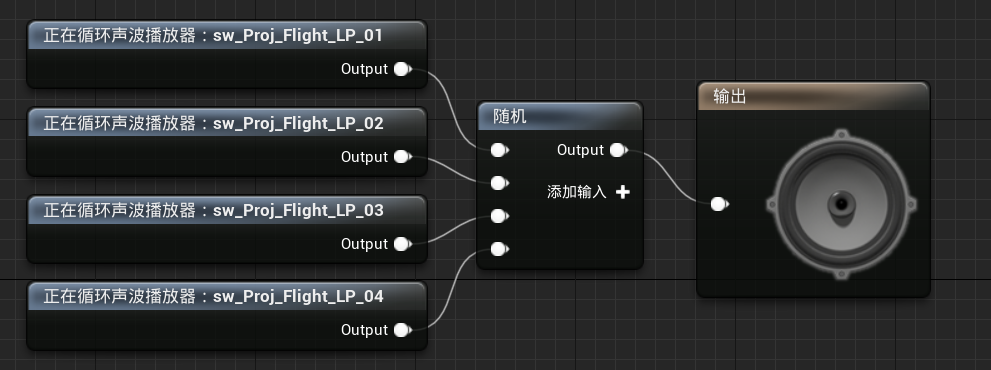 正在循环声波播放器：sw_Proj_Flight_LP_01
Output
正在循环声波播放器：sw_Proj_Flight_LP_02
Output
正在循环声波播放器：sw_Proj_Flight_LP_03
Output
正在循环声波播放器：sw_Proj_Flight_LP_04
Output
随机
Output
添加输入
输出